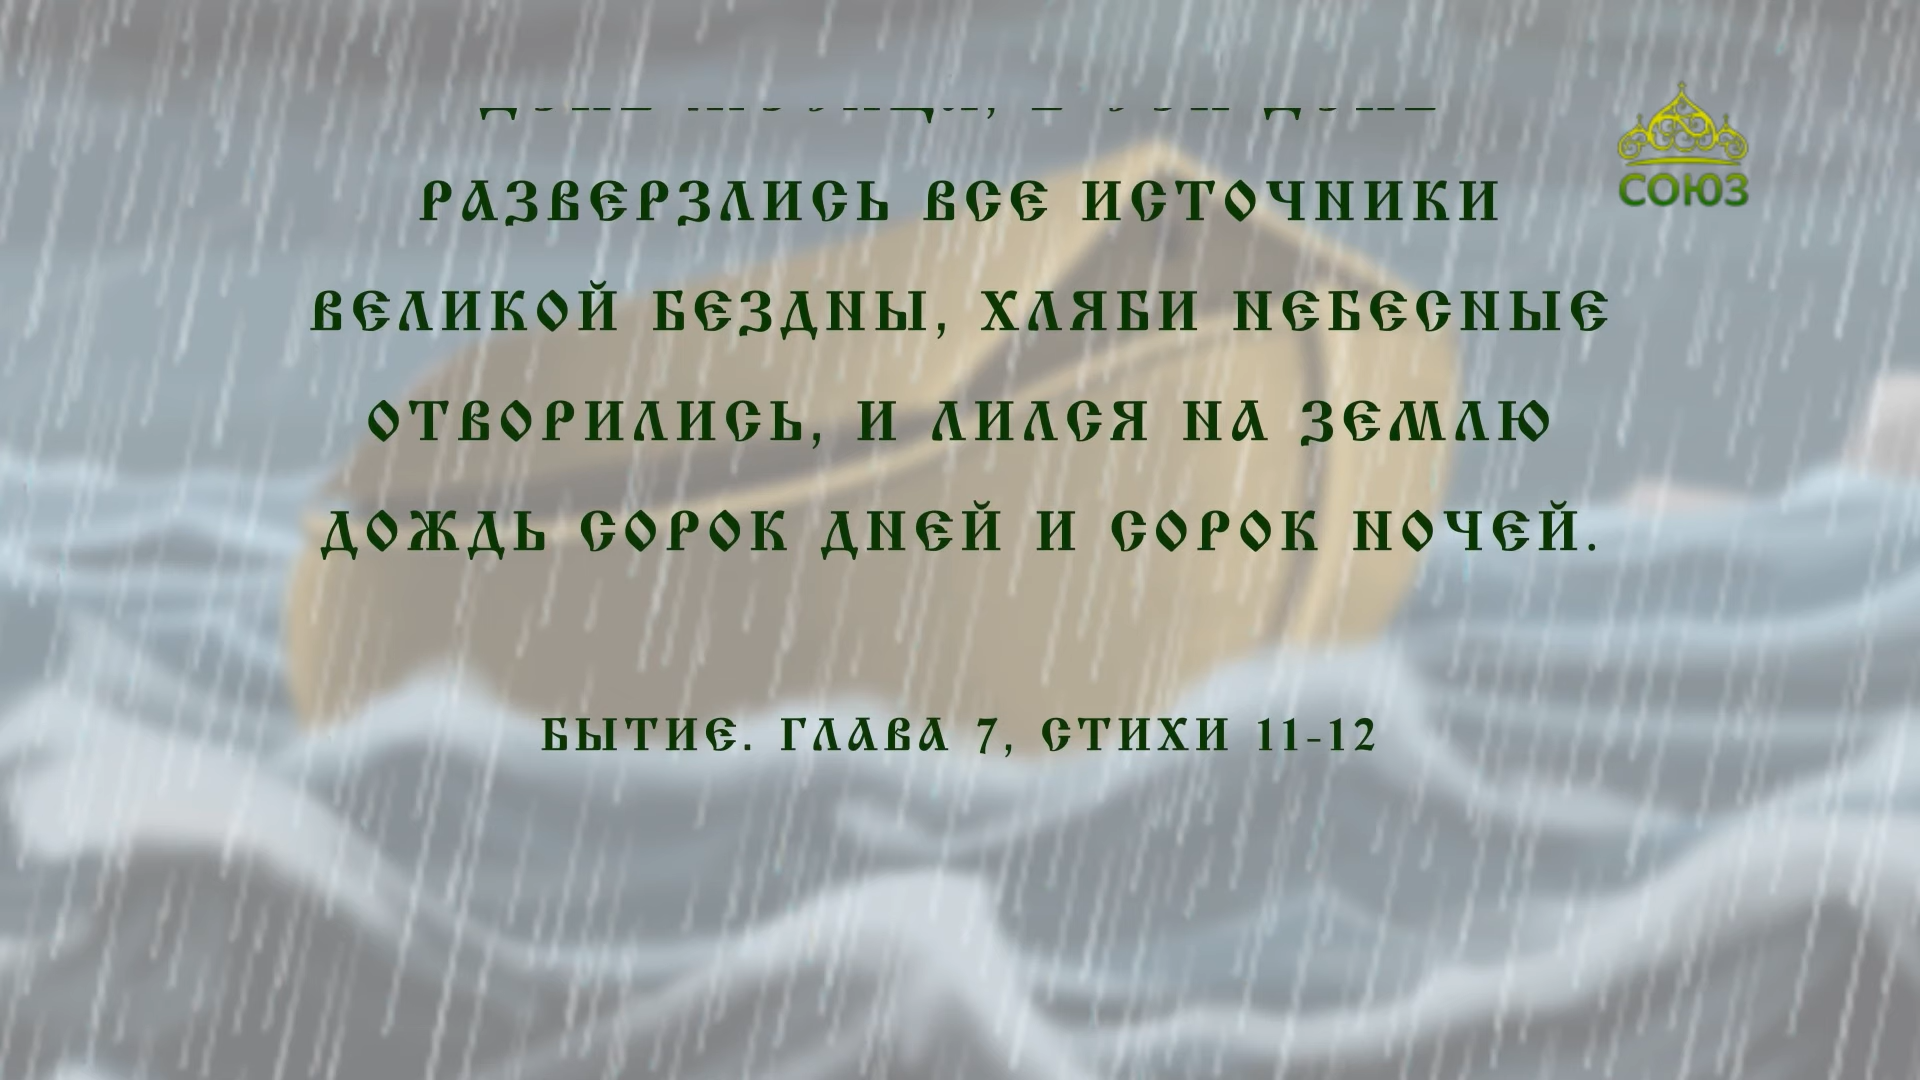 РАЗВЕРЗЛИСЬ ВСЕ ИСТОЧНИКИ
ВЕЛИКОЙ БЕЗДНЫ, ХЛЯБИ НЕБЕСНЫЕ
ОТВОРИЛИСЬ, И ЛИЛСЯ НА ЗЕМЛЮ
ДОЖДЬ СОРОК ДНЕЙ И СОРОК НОЧЕЙ.
БЫТИЕ. ГЛАВА 7, СТИХИ 11-12
СОЮЗ